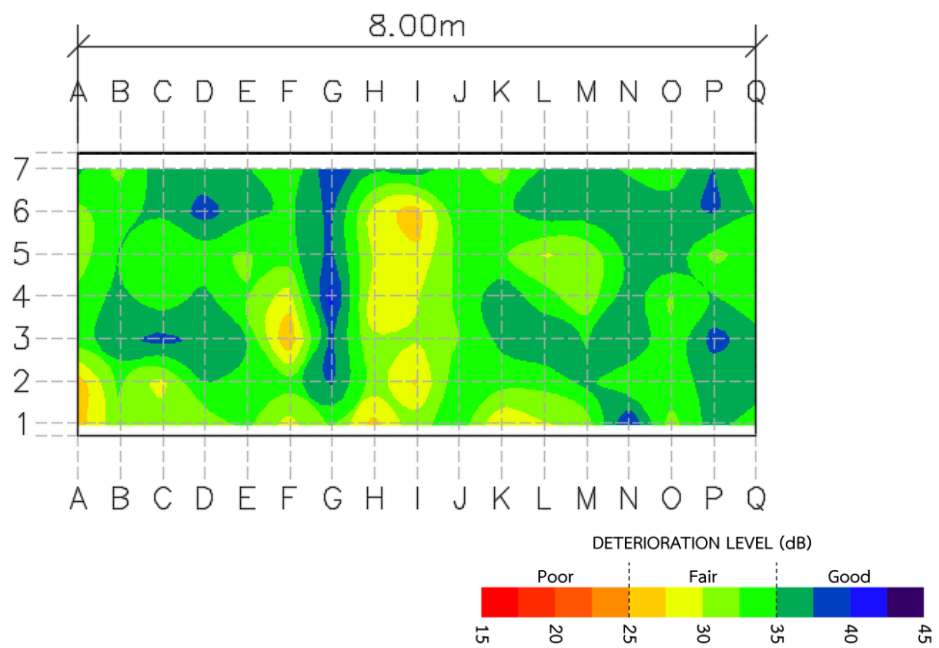 8.00m
A B C D E F G H I J K L M N O P Q
7
6
5
4
3
2
1
A B C D E F G H I J K L M N O P Q
DETERIORATION LEVEL (dB)
Poor Fair Good
15 20 25 30 35 40 45